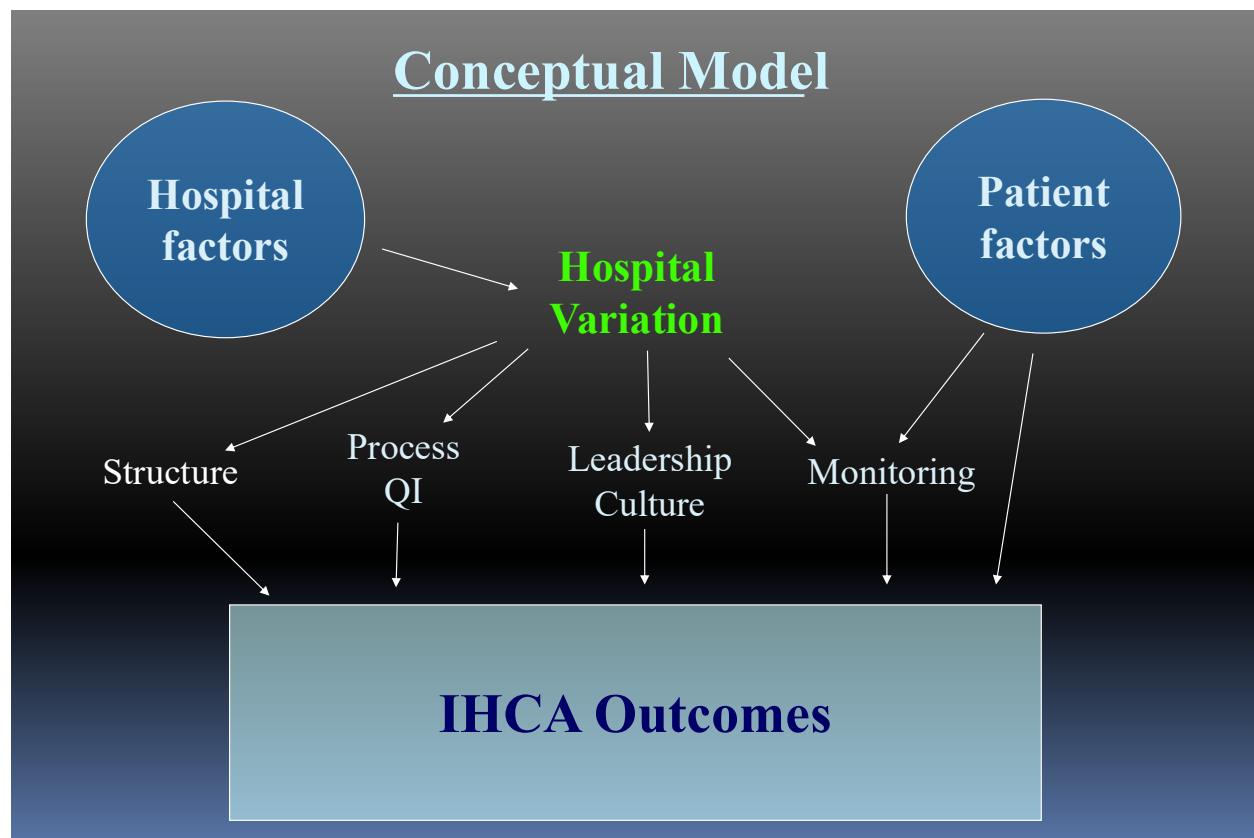 Conceptual Model
Hospital
factors
Patient
factors
Hospital
Variation
Structure
Process
QI
Leadership
Culture
Monitoring
IHCA Outcomes